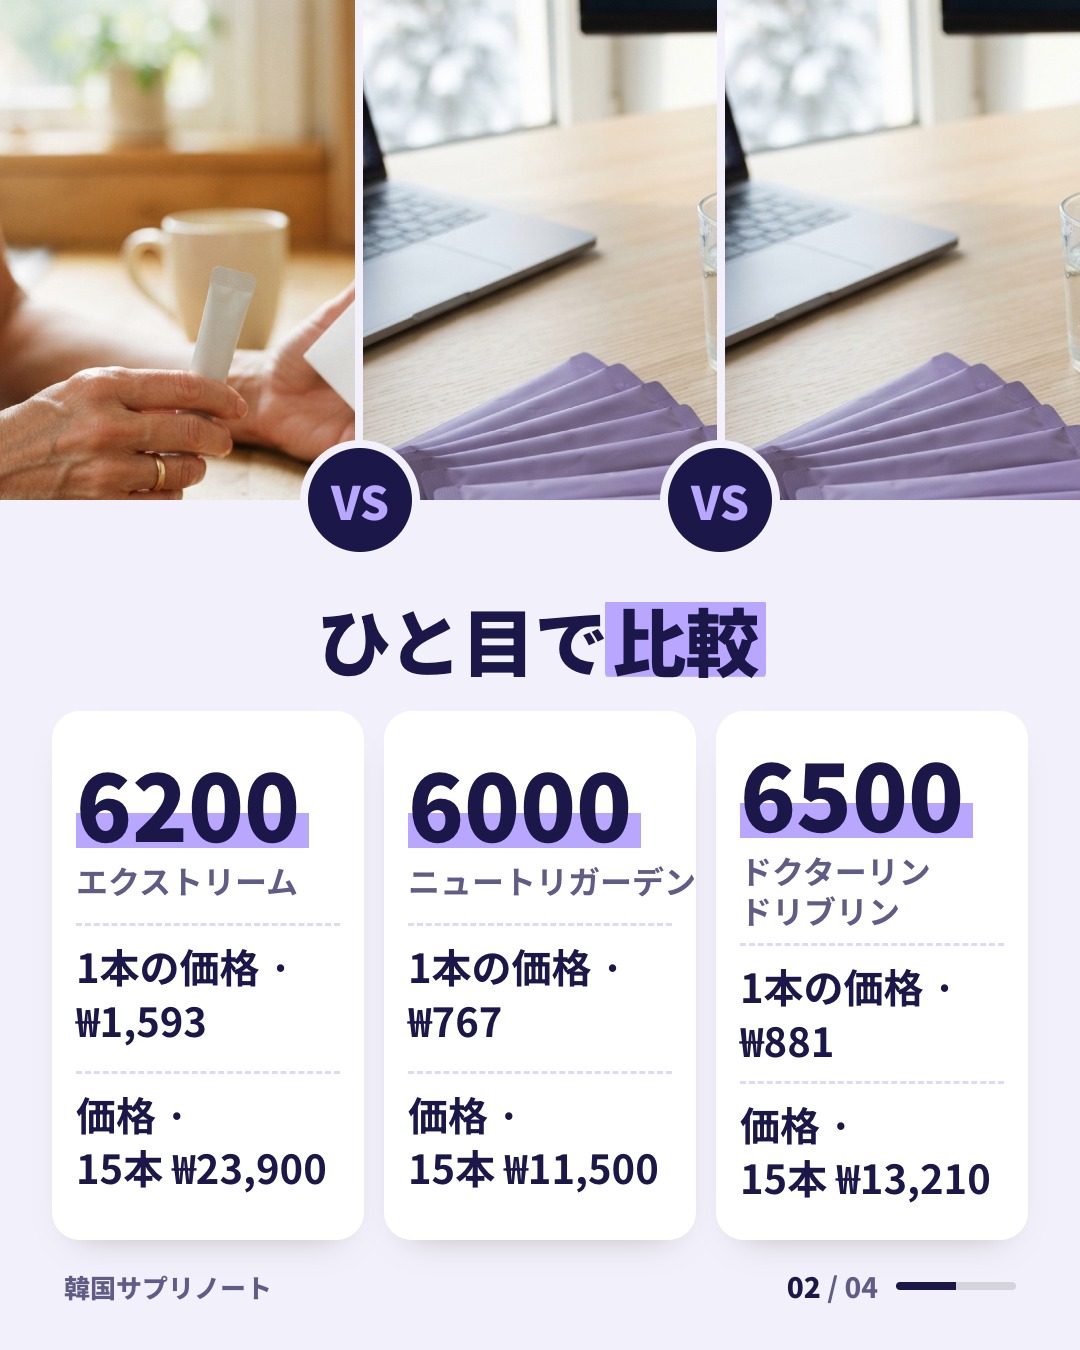 VS
VS
ひと目で比較
6200
エクストリーム
1本の価格・
₩1,593
価格・
15本 ₩23,900
6000
ニュートリガーデン
1本の価格・
₩767
価格・
15本 ₩11,500
6500
ドクターリン
ドリブリン
1本の価格・
₩881
価格・
15本 ₩13,210
韓国サプリノート
02 / 04